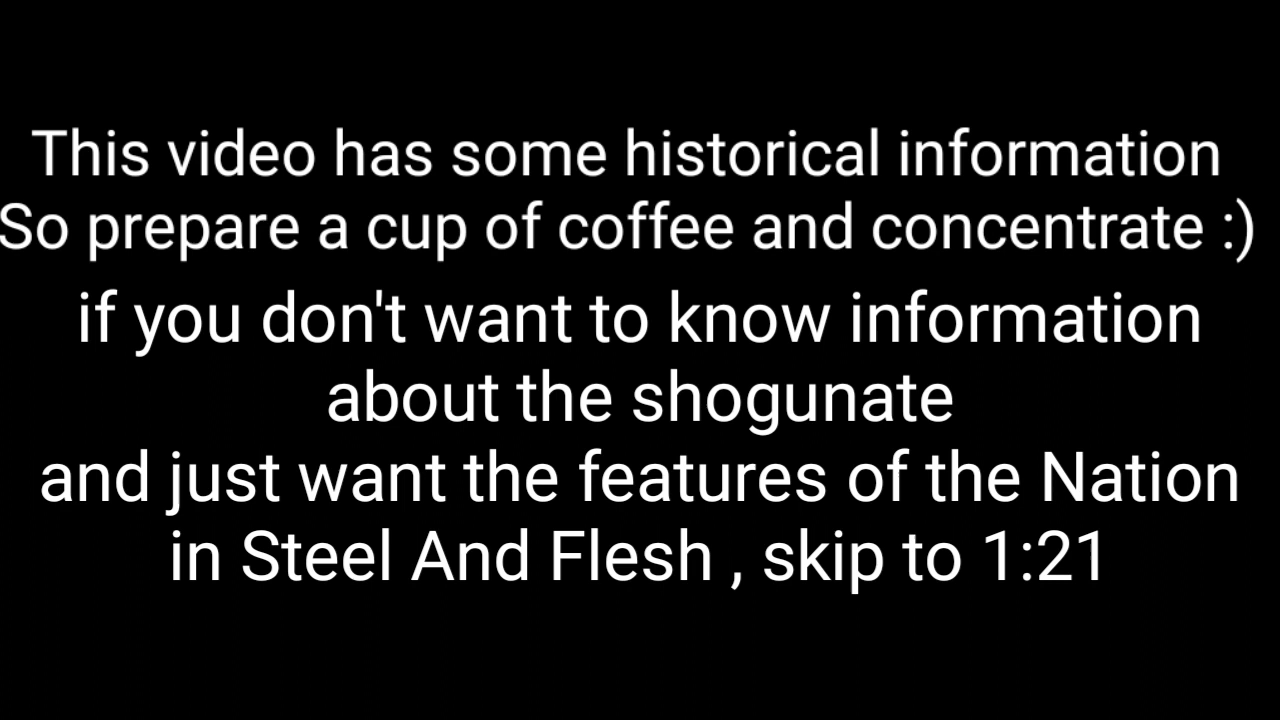 This video has some historical information
So prepare a cup of coffee and concentrate :)
if you don't want to know information
about the shogunate
and just want the features of the Nation
in Steel And Flesh , skip to 1:21